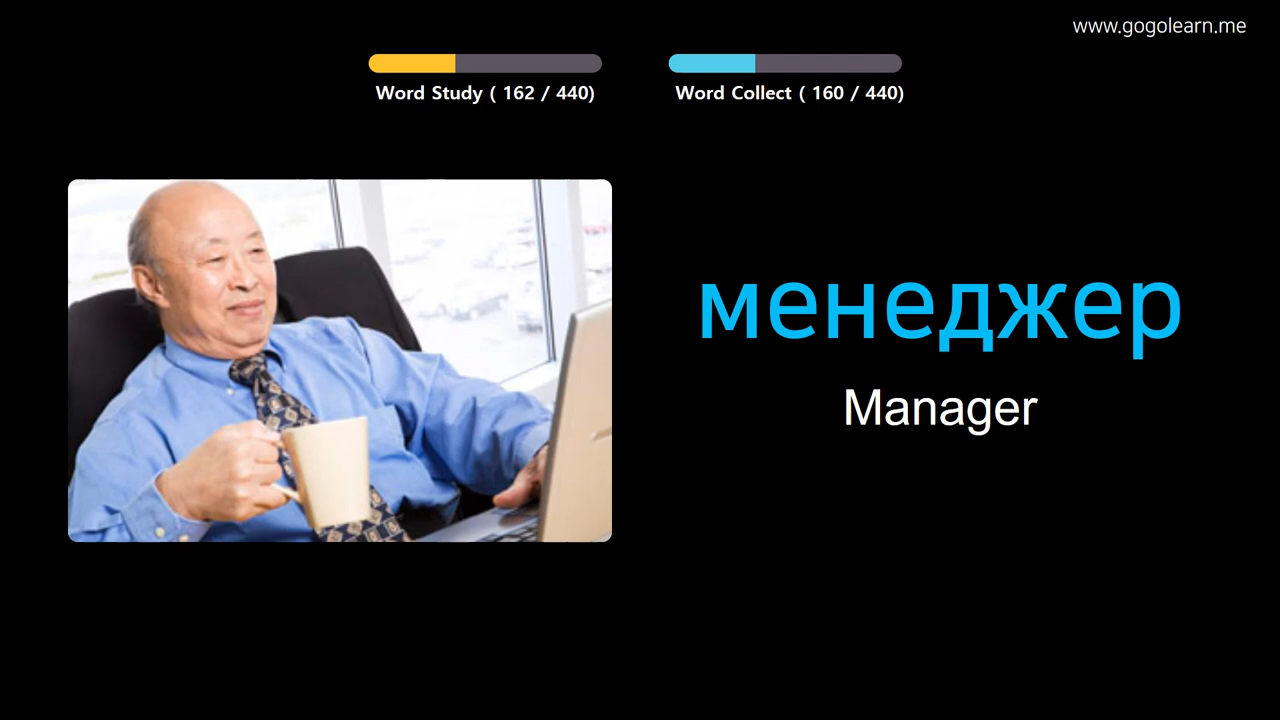 www.gogolearn.me
Word Study ( 162 / 440)
Word Collect ( 160 / 440)
менеджер
Manager